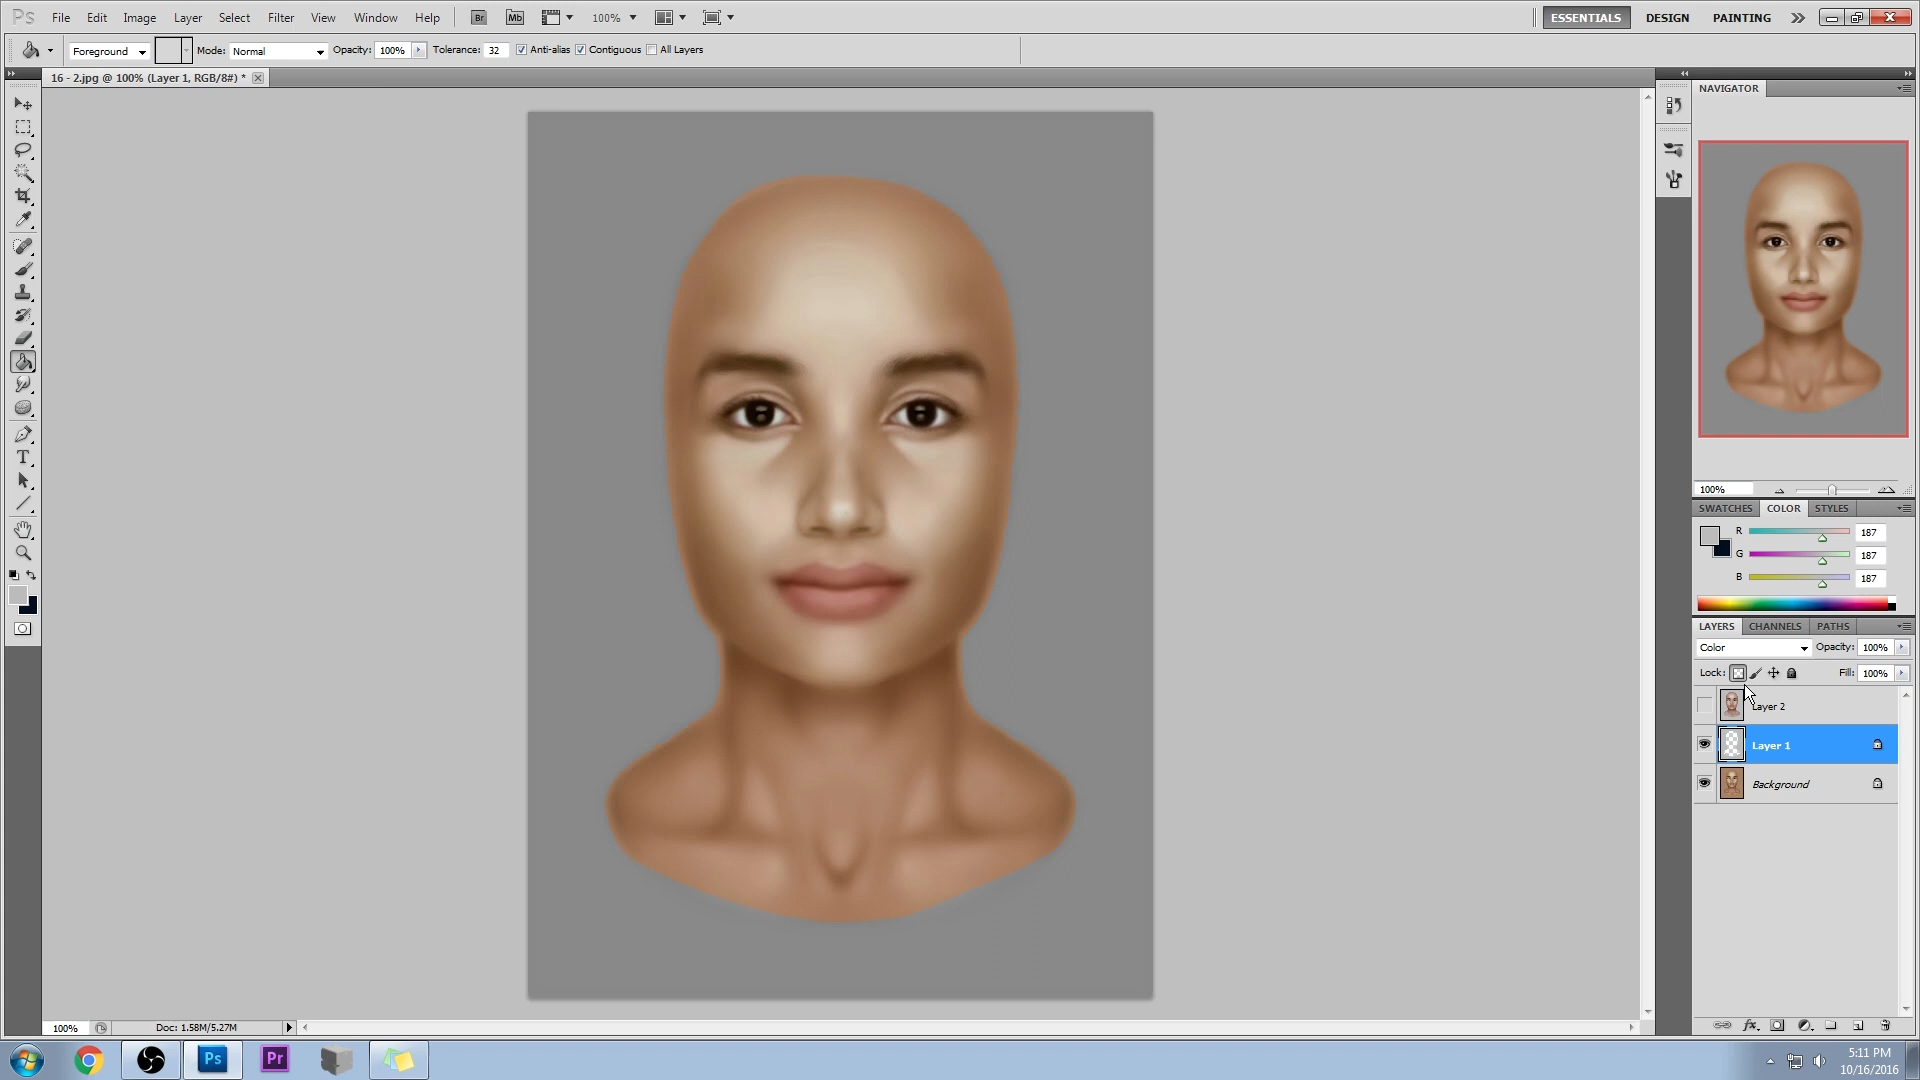 Ps File Edit Image Layer Select Filter View Window Help Br Mb 100% ESSENTIALS DESIGN PAINTING
Foreground Mode: Normal Opacity: 100% Tolerance: 32 Anti-alias Contiguous All Layers
16 - 2.jpg @ 100% (Layer 1, RGB/8#) *
NAVIGATOR
100%
SWATCHES COLOR STYLES
R 187
G 187
B 187
LAYERS CHANNELS PATHS
Color Opacity: 100%
Lock: Fill: 100%
Layer 2
Layer 1
Background
100% Doc: 1.58M/5.27M
Ps Pr
5:11 PM
10/16/2016